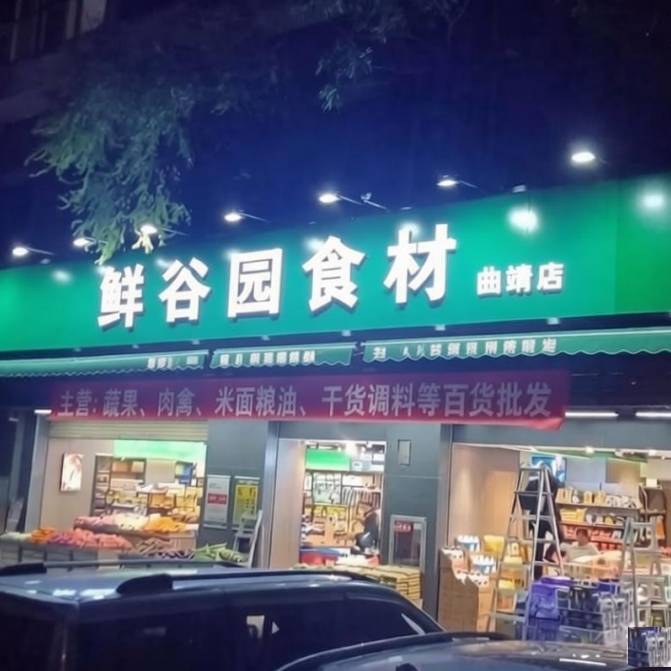 鲜谷园食材 曲靖店
主营:蔬果、肉禽、米面粮油、干货调料等百货批发